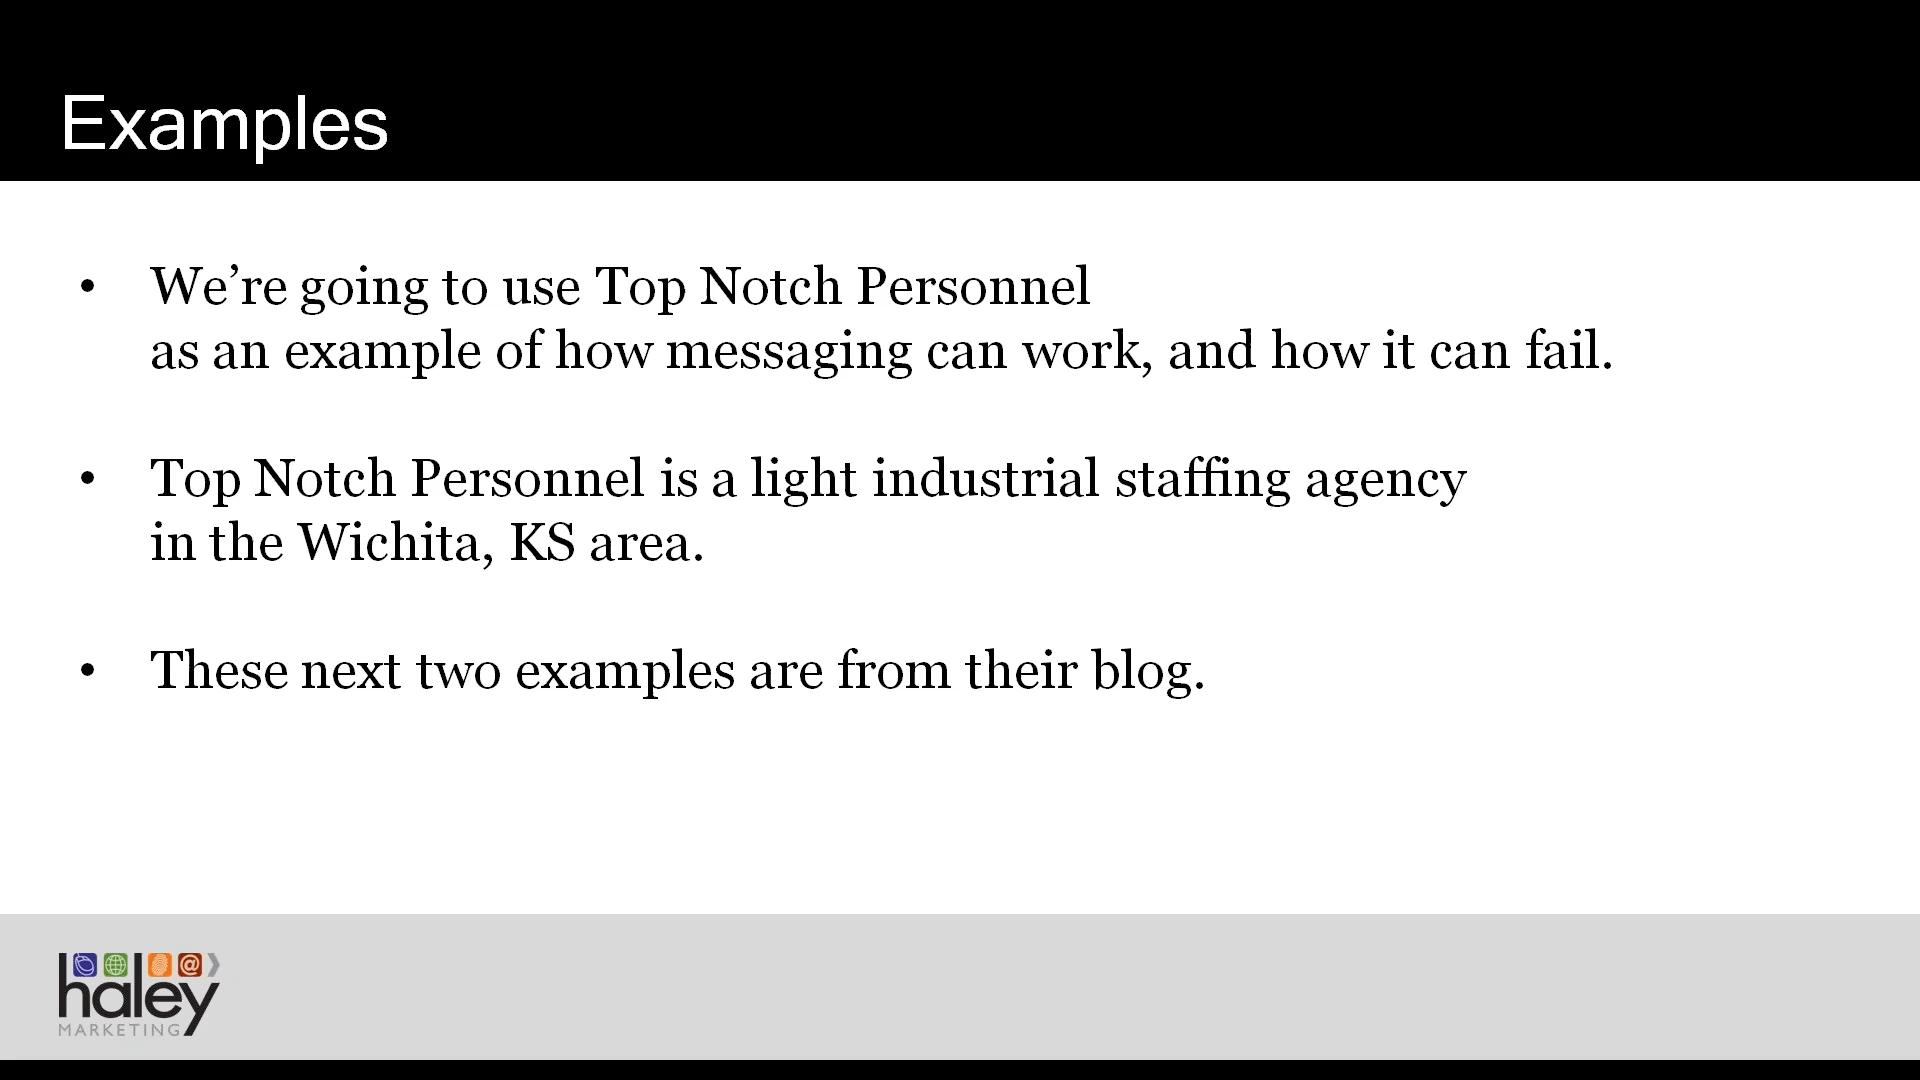 Examples
• We’re going to use Top Notch Personnel
as an example of how messaging can work, and how it can fail.
• Top Notch Personnel is a light industrial staffing agency
in the Wichita, KS area.
• These next two examples are from their blog.
haley
MARKETING